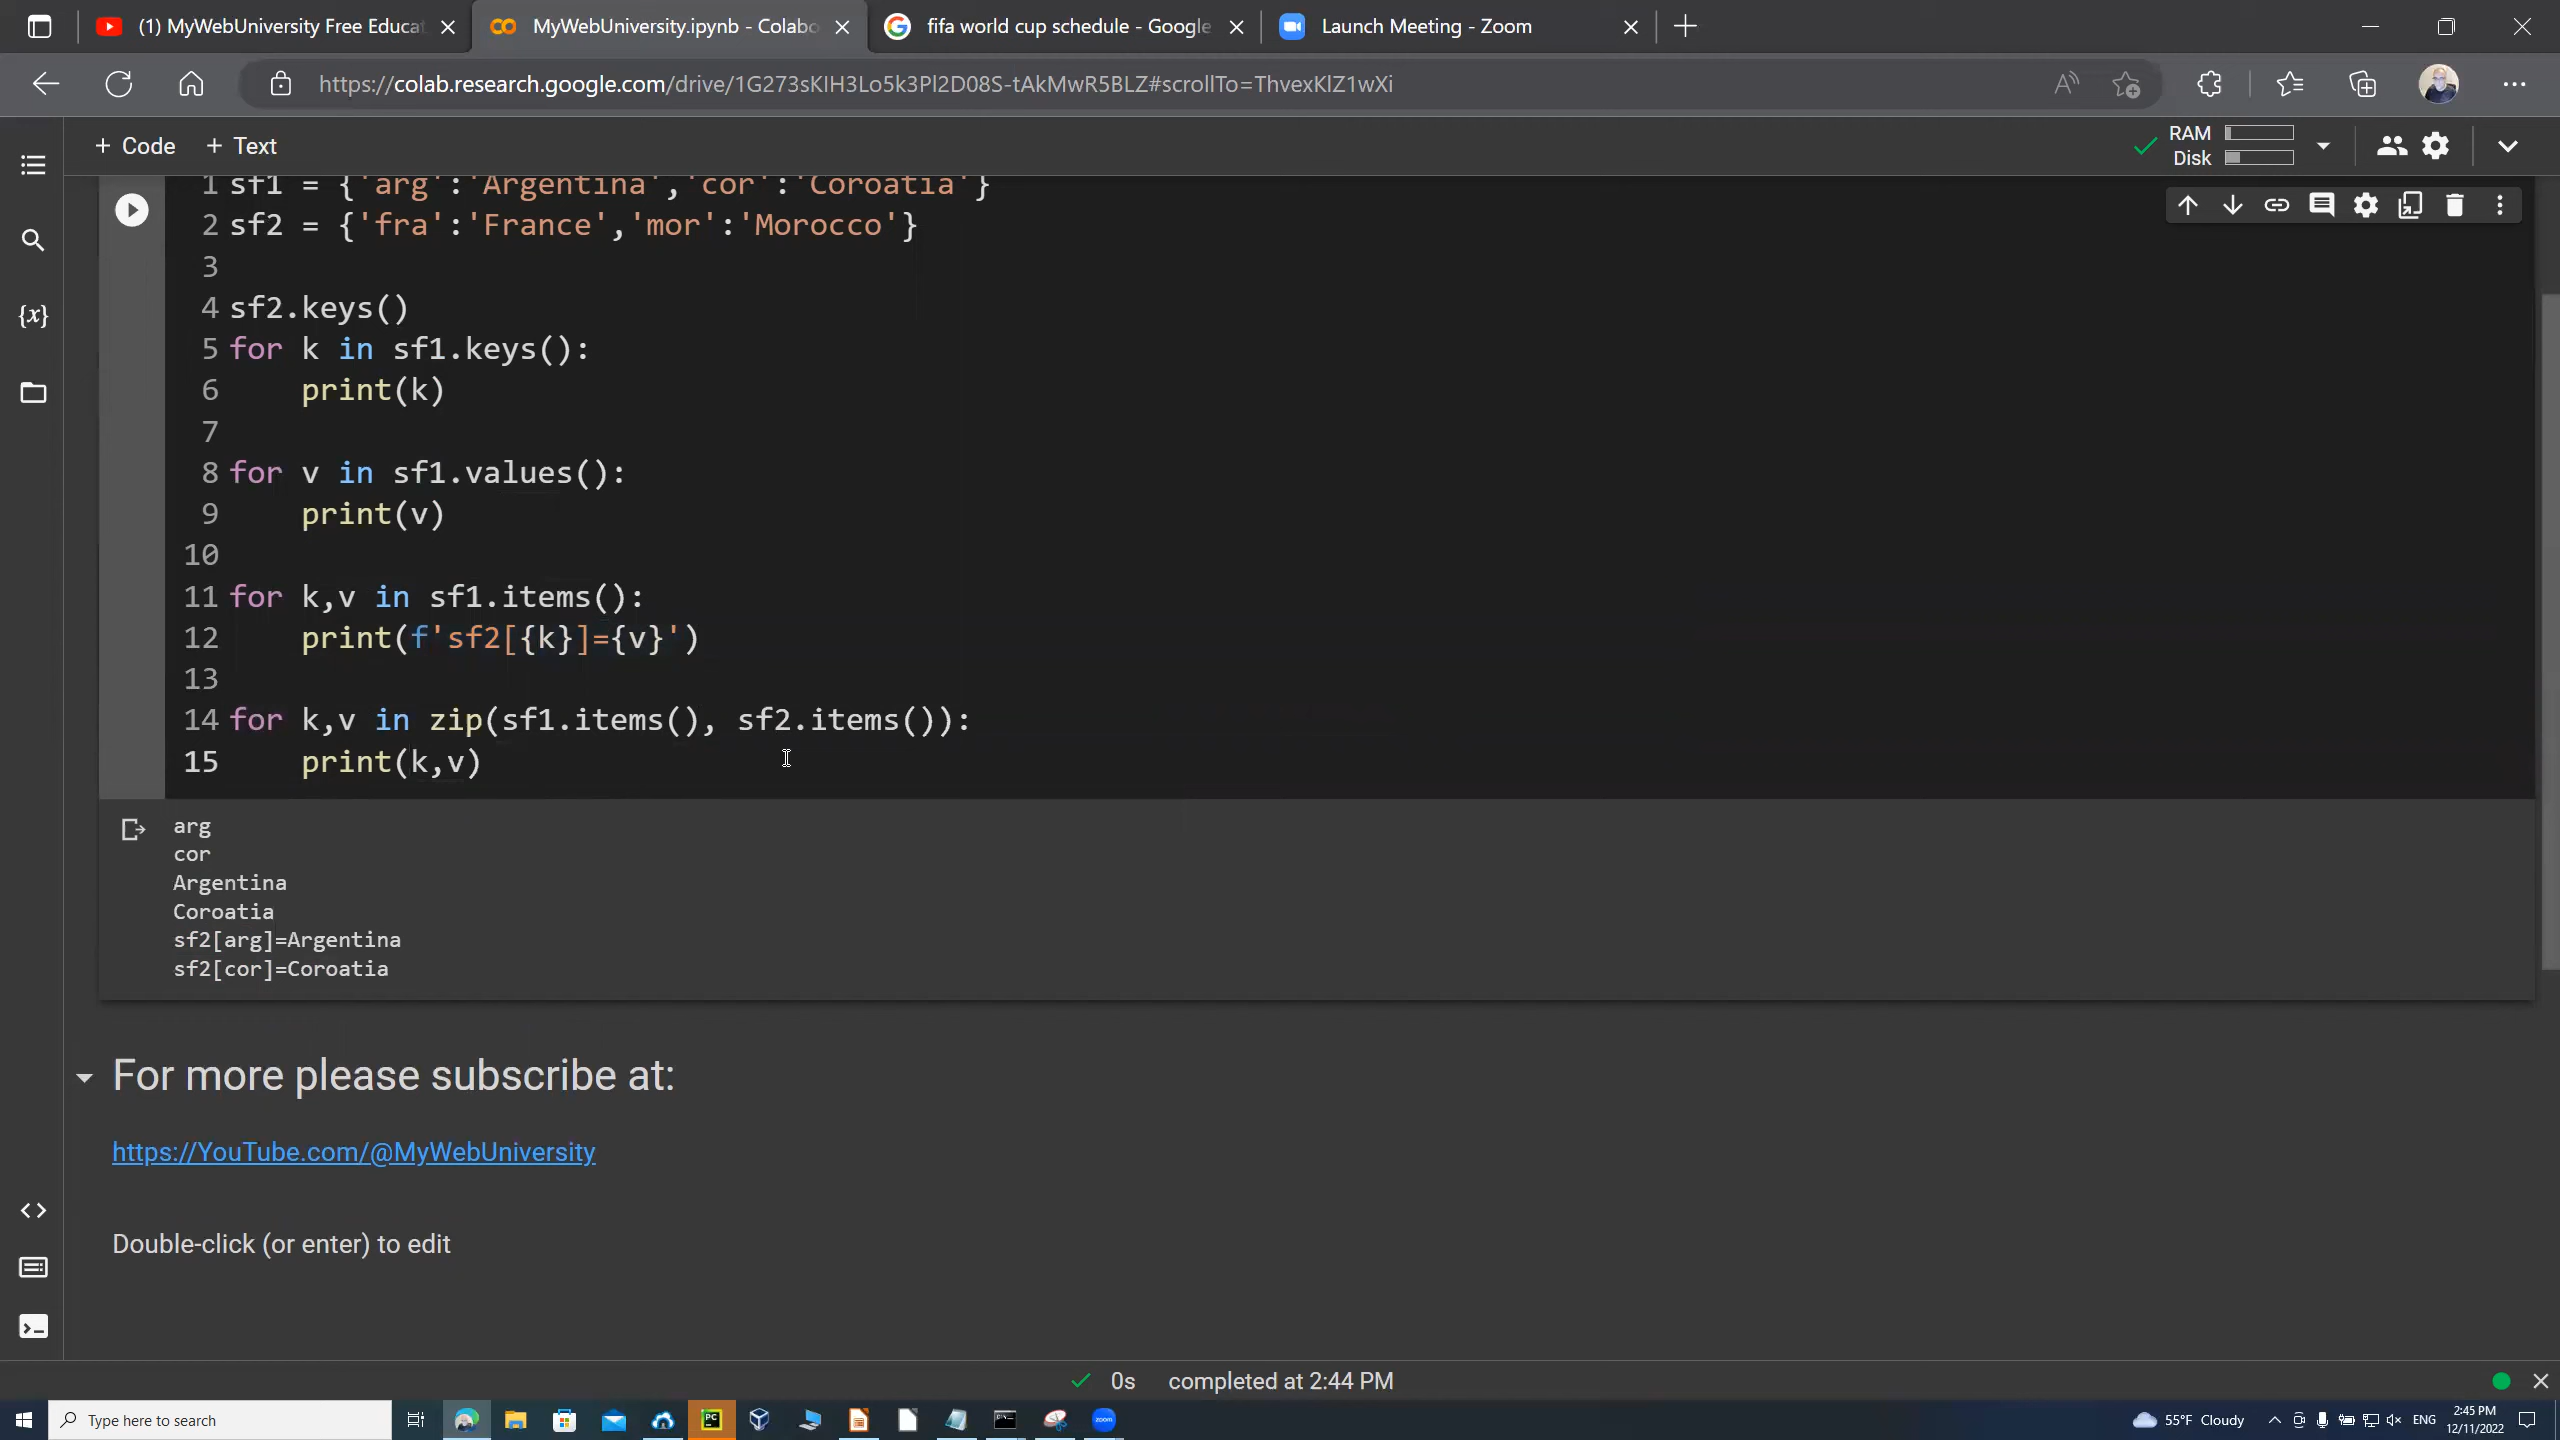 (1) MyWebUniversity Free Educat
MyWebUniversity.ipynb - Colabo
fifa world cup schedule - Google
Launch Meeting - Zoom
https://colab.research.google.com/drive/1G273sKIH3Lo5k3Pl2D08S-tAkMwR5BLZ#scrollTo=ThvexKlZ1wXi
+ Code + Text
RAM
Disk
1 sf1 = {'arg':'Argentina','cor':'Coroatia'}
2 sf2 = {'fra':'France','mor':'Morocco'}
3
4 sf2.keys()
5 for k in sf1.keys():
6     print(k)
7
8 for v in sf1.values():
9     print(v)
10
11 for k,v in sf1.items():
12     print(f'sf2[{k}]={v}')
13
14 for k,v in zip(sf1.items(), sf2.items()):
15     print(k,v)
arg
cor
Argentina
Coroatia
sf2[arg]=Argentina
sf2[cor]=Coroatia
For more please subscribe at:
https://YouTube.com/@MyWebUniversity
Double-click (or enter) to edit
0s completed at 2:44 PM
Type here to search
PC
zoom
55°F Cloudy
ENG
2:45 PM
12/11/2022